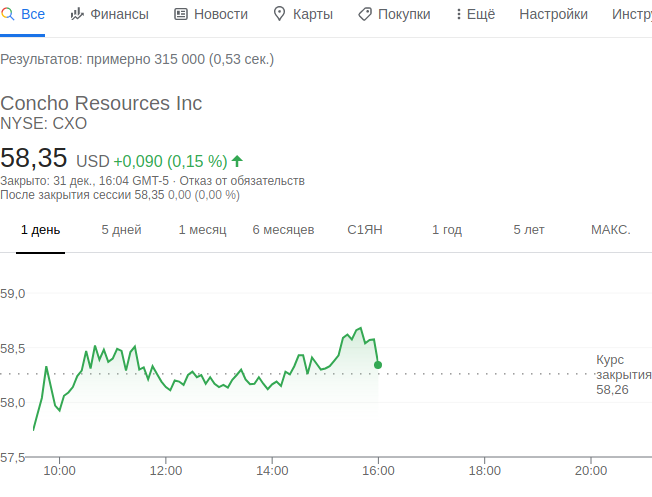 Все Финансы Новости Карты Покупки Ещё Настройки Инстру
Результатов: примерно 315 000 (0,53 сек.)
Concho Resources Inc
NYSE: CXO
58,35 USD +0,090 (0,15 %)
Закрыто: 31 дек., 16:04 GMT-5 · Отказ от обязательств
После закрытия сессии 58,35 0,00 (0,00 %)
1 день 5 дней 1 месяц 6 месяцев С1ЯН 1 год 5 лет МАКС.
59,0
58,5
Курс
закрытия
58,26
58,0
57,5
10:00 12:00 14:00 16:00 18:00 20:00